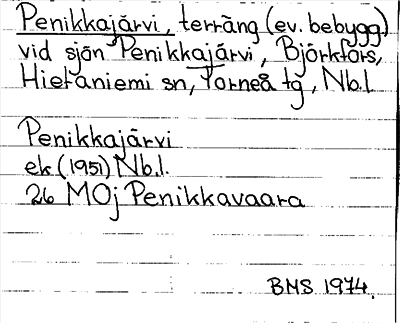 Penikkajärvi, terräng (ev. bebygg.)
vid sjön Penikkajärvi, Björkfors,
Hietaniemi sn, Torneå tg, Nb.l.
Penikkajärvi
ek (1951) Nb.l.
26 MOj Penikkavaara
BMS 1974.